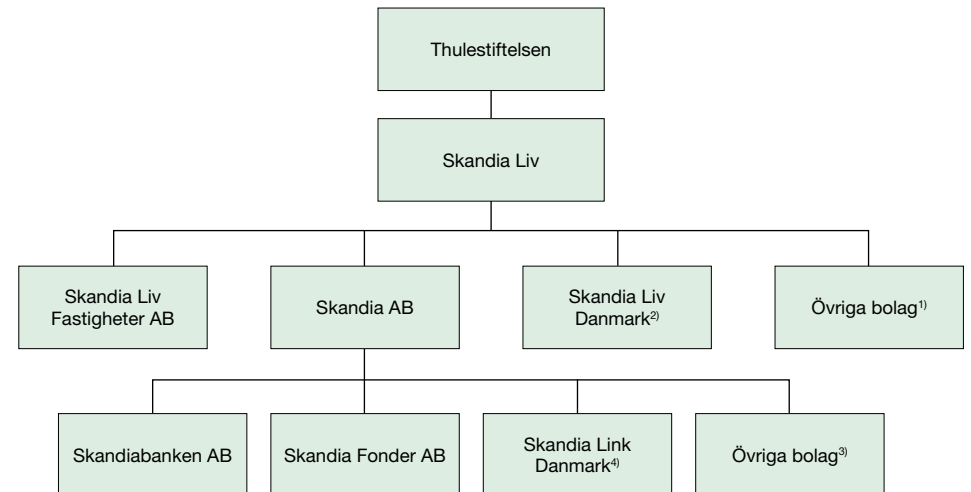 Thulestiftelsen
Skandia Liv
Skandia Liv
Fastigheter AB
Skandia AB
Skandia Liv
Danmark2)
Övriga bolag1)
Skandiabanken AB
Skandia Fonder AB
Skandia Link
Danmark4)
Övriga bolag3)